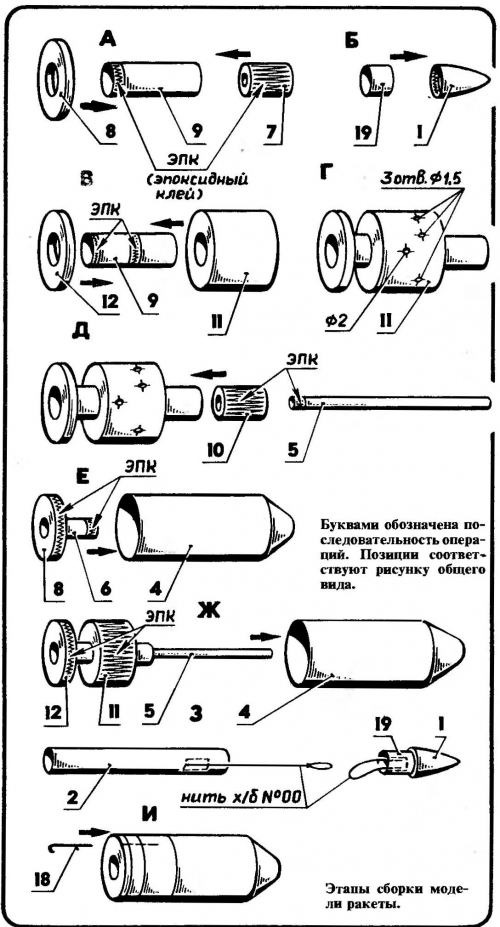 А
Б
8
9
7
19
1
ЭПК
(эпоксидный
клей)
В
Г
ЭПК
3 отв. Ф1,5
12
9
11
Ф2
11
Д
ЭПК
10
5
Е
ЭПК
8
6
4
Буквами обозначена по-
следовательность опера-
ций. Позиции соответ-
ствуют рисунку общего
вида.
Ж
ЭПК
12
11
5
З
4
19
1
2
нить х/б №00
И
18
Этапы сборки моде-
ли ракеты.